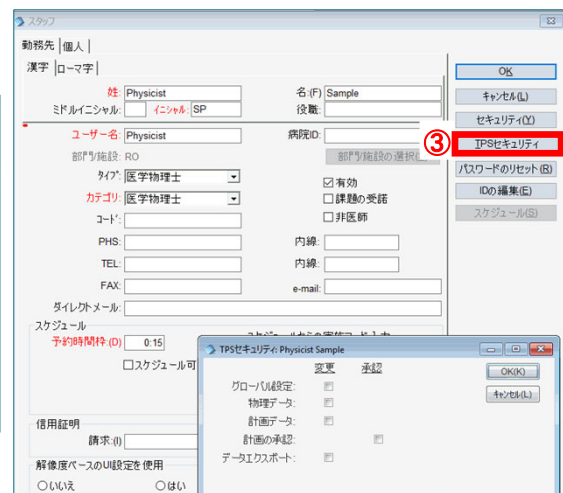 スタッフ
勤務先 個人
漢字 ローマ字
姓: Physicist 名:(F) Sample
ミドルイニシャル: イニシャル: SP 役職:
ユーザー名: Physicist 病院ID:
部門/施設: RO 部門/施設の選択
タイプ: 医学物理士 有効
カテゴリ: 医学物理士 課題の受諾
コード: 非医師
PHS: 内線:
TEL: 内線:
FAX: e-mail:
ダイレクトメール:
スケジュール
予約時間枠:(D) 0:15
スケジュール可
信用証明
請求:(I)
解像度ベースのUI設定を使用
いいえ はい
OK
キャンセル(L)
セキュリティ(Y)
③ TPSセキュリティ
パスワードのリセット(R)
IDの編集(E)
スケジュール(S)
TPSセキュリティ: Physicist Sample
変更 承認
グローバル設定:
物理データ:
計画データ:
計画の承認:
データエクスポート:
OK(K)
キャンセル(L)